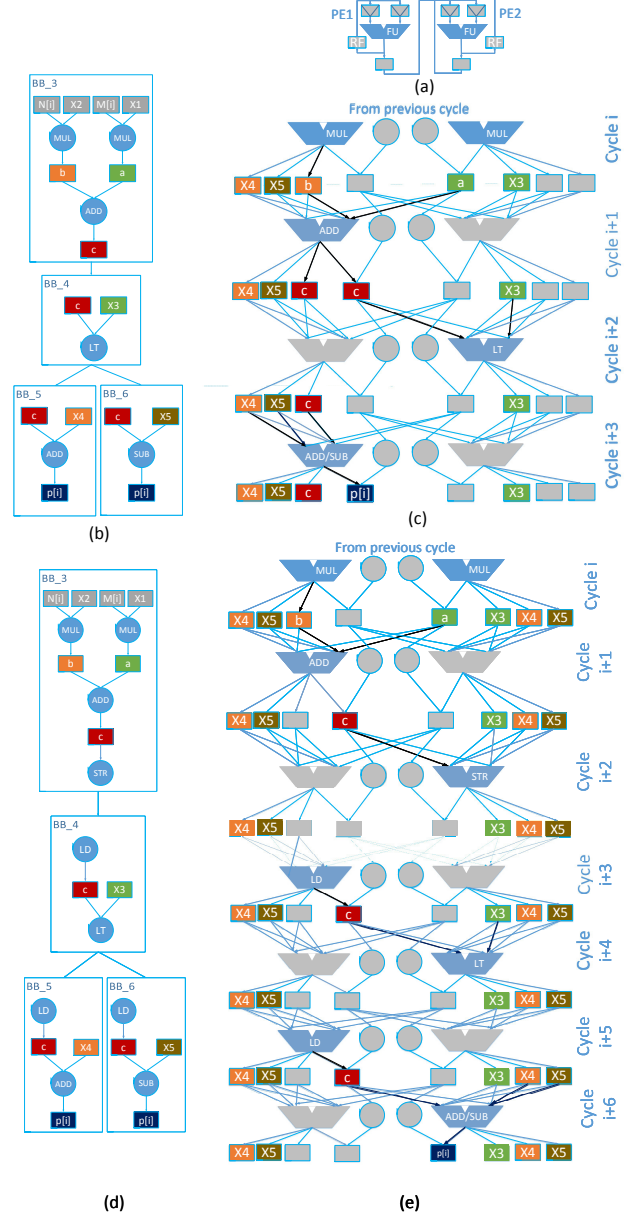 PE1
PE2
FU
FU
RF
RF
(a)
BB_3
N[i] X2 M[i] X1
MUL MUL
b a
ADD
c
BB_4
c X3
LT
BB_5
c X4
ADD
p[i]
BB_6
c X5
SUB
p[i]
(b)
From previous cycle
MUL MUL
Cycle i
X4 X5 b a X3
ADD
Cycle i+1
X4 X5 c c X3
LT
Cycle i+2
X4 X5 c X3
ADD/SUB
Cycle i+3
X4 X5 c p[i] X3
(c)
BB_3
N[i] X2 M[i] X1
MUL MUL
b a
ADD
c
STR
BB_4
LD
c X3
LT
BB_5
LD
c X4
ADD
p[i]
BB_6
LD
c X5
SUB
p[i]
(d)
From previous cycle
MUL MUL
Cycle i
X4 X5 b a X3 X4 X5
ADD
Cycle
i+1
X4 X5 c X3 X4 X5
STR
Cycle
i+2
X4 X5 X3 X4 X5
LD
Cycle
i+3
X4 X5 c X3 X4 X5
LT
Cycle
i+4
X4 X5 X3 X4 X5
LD
Cycle
i+5
X4 X5 c X3 X4 X5
ADD/SUB
Cycle
i+6
X4 X5 p[i] X3 X4 X5
(e)